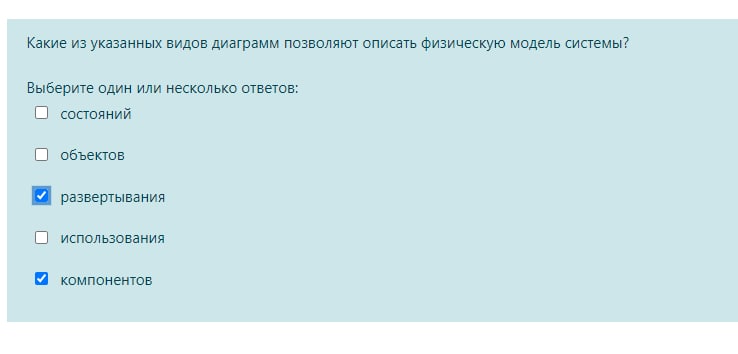 Какие из указанных видов диаграмм позволяют описать физическую модель системы?
Выберите один или несколько ответов:
состояний
объектов
развертывания
использования
компонентов